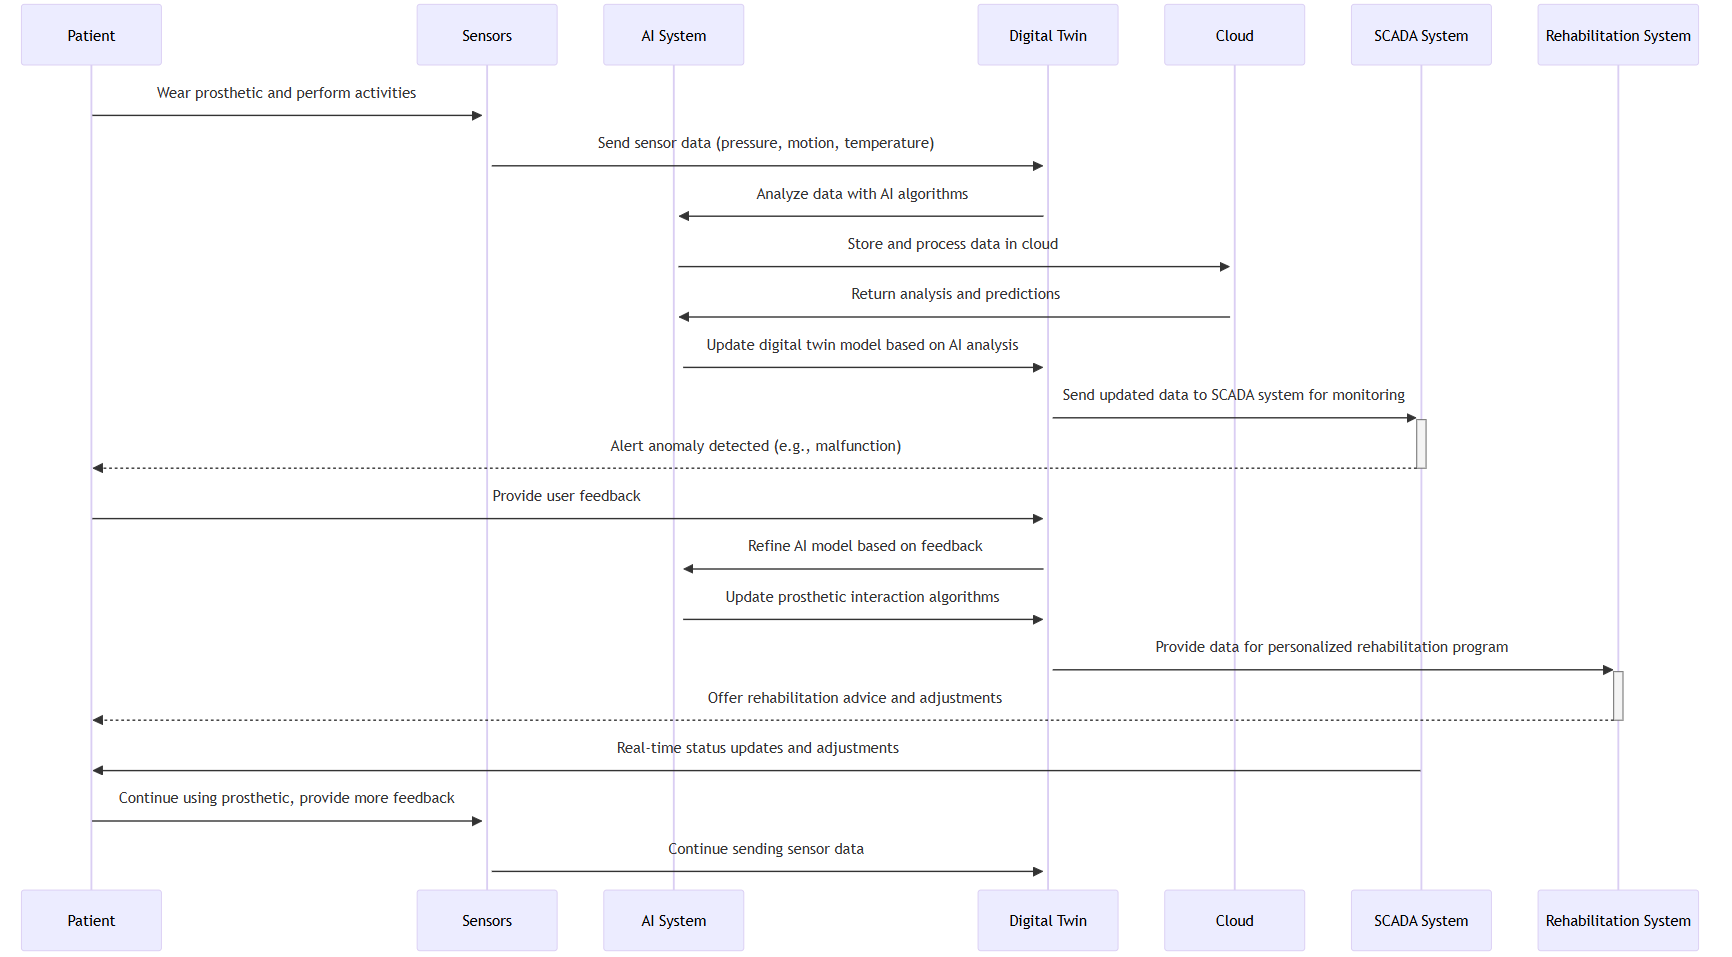 Patient
Sensors
AI System
Digital Twin
Cloud
SCADA System
Rehabilitation System
Wear prosthetic and perform activities
Send sensor data (pressure, motion, temperature)
Analyze data with AI algorithms
Store and process data in cloud
Return analysis and predictions
Update digital twin model based on AI analysis
Send updated data to SCADA system for monitoring
Alert anomaly detected (e.g., malfunction)
Provide user feedback
Refine AI model based on feedback
Update prosthetic interaction algorithms
Provide data for personalized rehabilitation program
Offer rehabilitation advice and adjustments
Real-time status updates and adjustments
Continue using prosthetic, provide more feedback
Continue sending sensor data
Patient
Sensors
AI System
Digital Twin
Cloud
SCADA System
Rehabilitation System